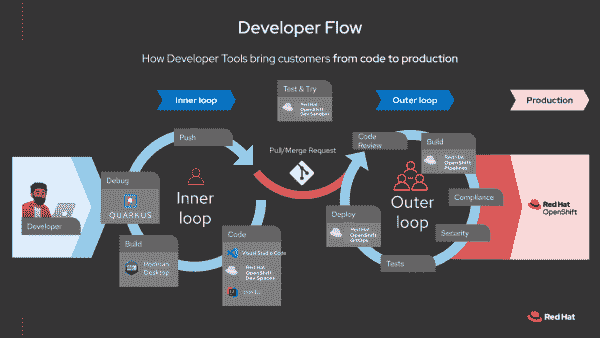 Developer Flow
How Developer Tools bring customers from code to production
Inner loop
Test & Try
Red Hat
OpenShift
Dev Sandbox
Outer loop
Production
Push
Pull/Merge Request
Code
Review
Build
Red Hat
OpenShift
Pipelines
Debug
QUARKUS
Inner
loop
Outer
loop
Compliance
Red Hat
OpenShift
Developer
Build
Podman
Desktop
Code
Visual Studio Code
Red Hat
OpenShift
Dev Spaces
Deploy
Red Hat
OpenShift
GitOps
Security
Tests
Red Hat